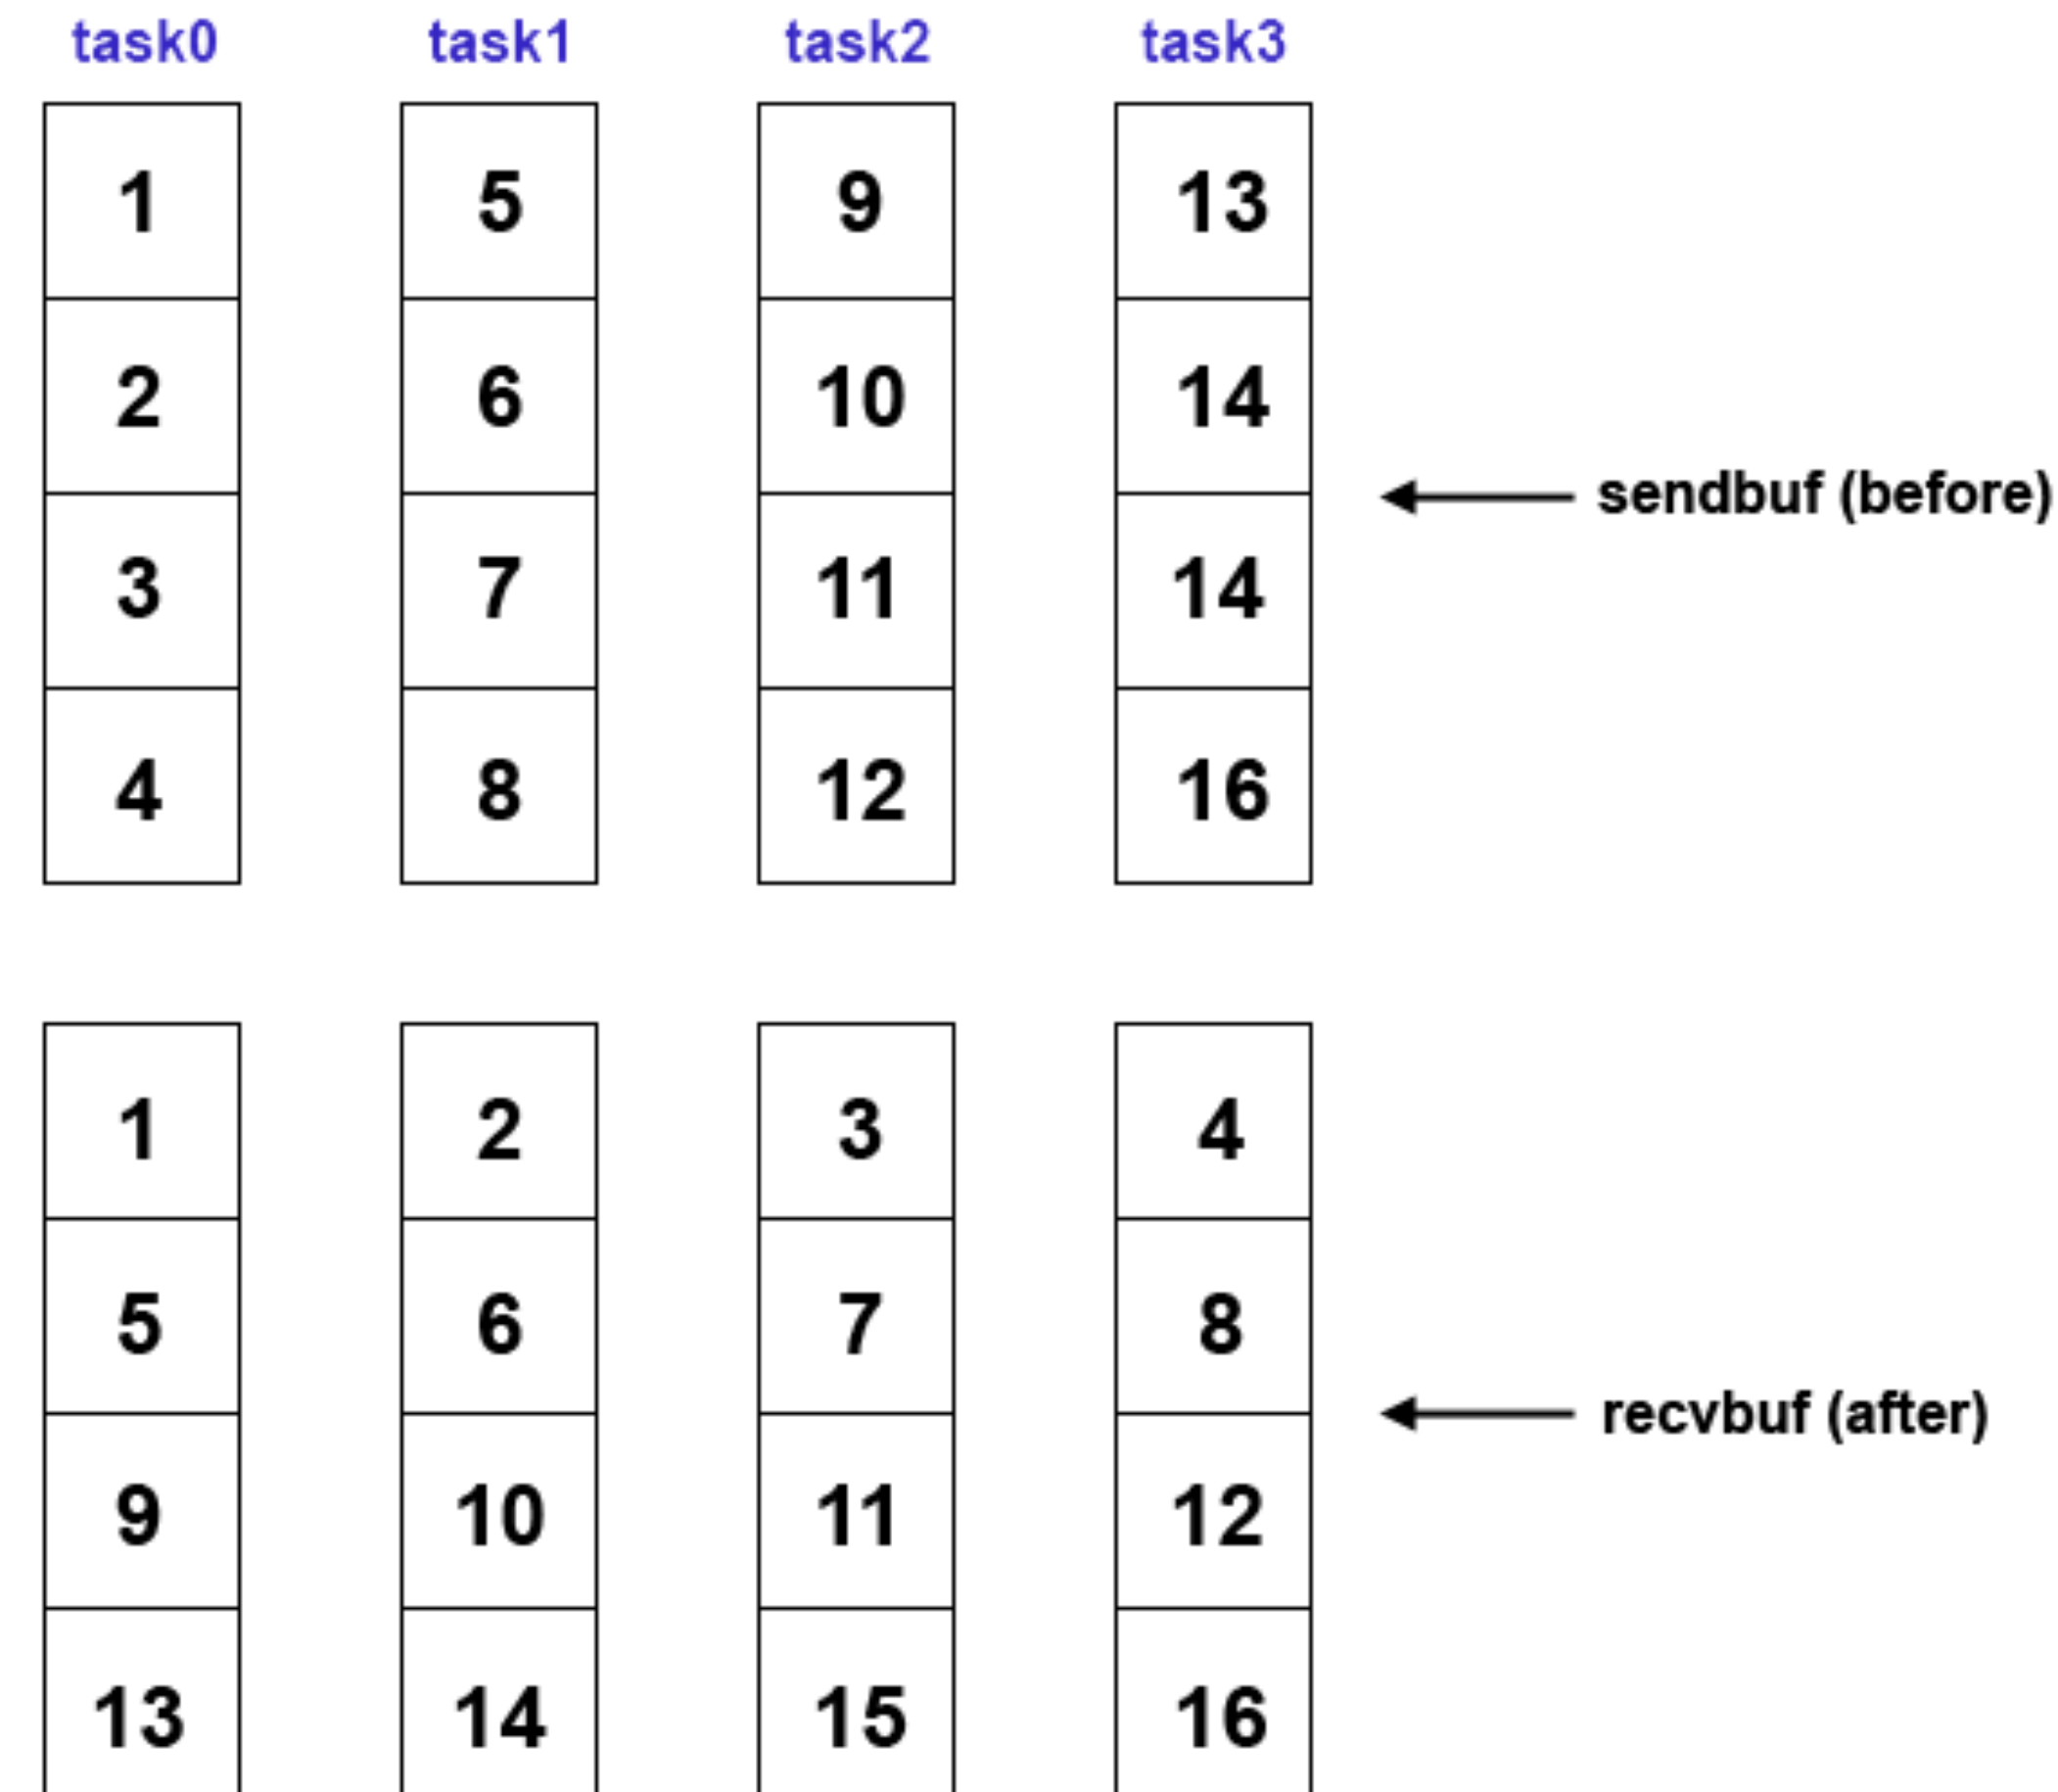 task0 task1 task2 task3
1 5 9 13
2 6 10 14
sendbuf (before)
3 7 11 14
4 8 12 16
1 2 3 4
5 6 7 8
recvbuf (after)
9 10 11 12
13 14 15 16